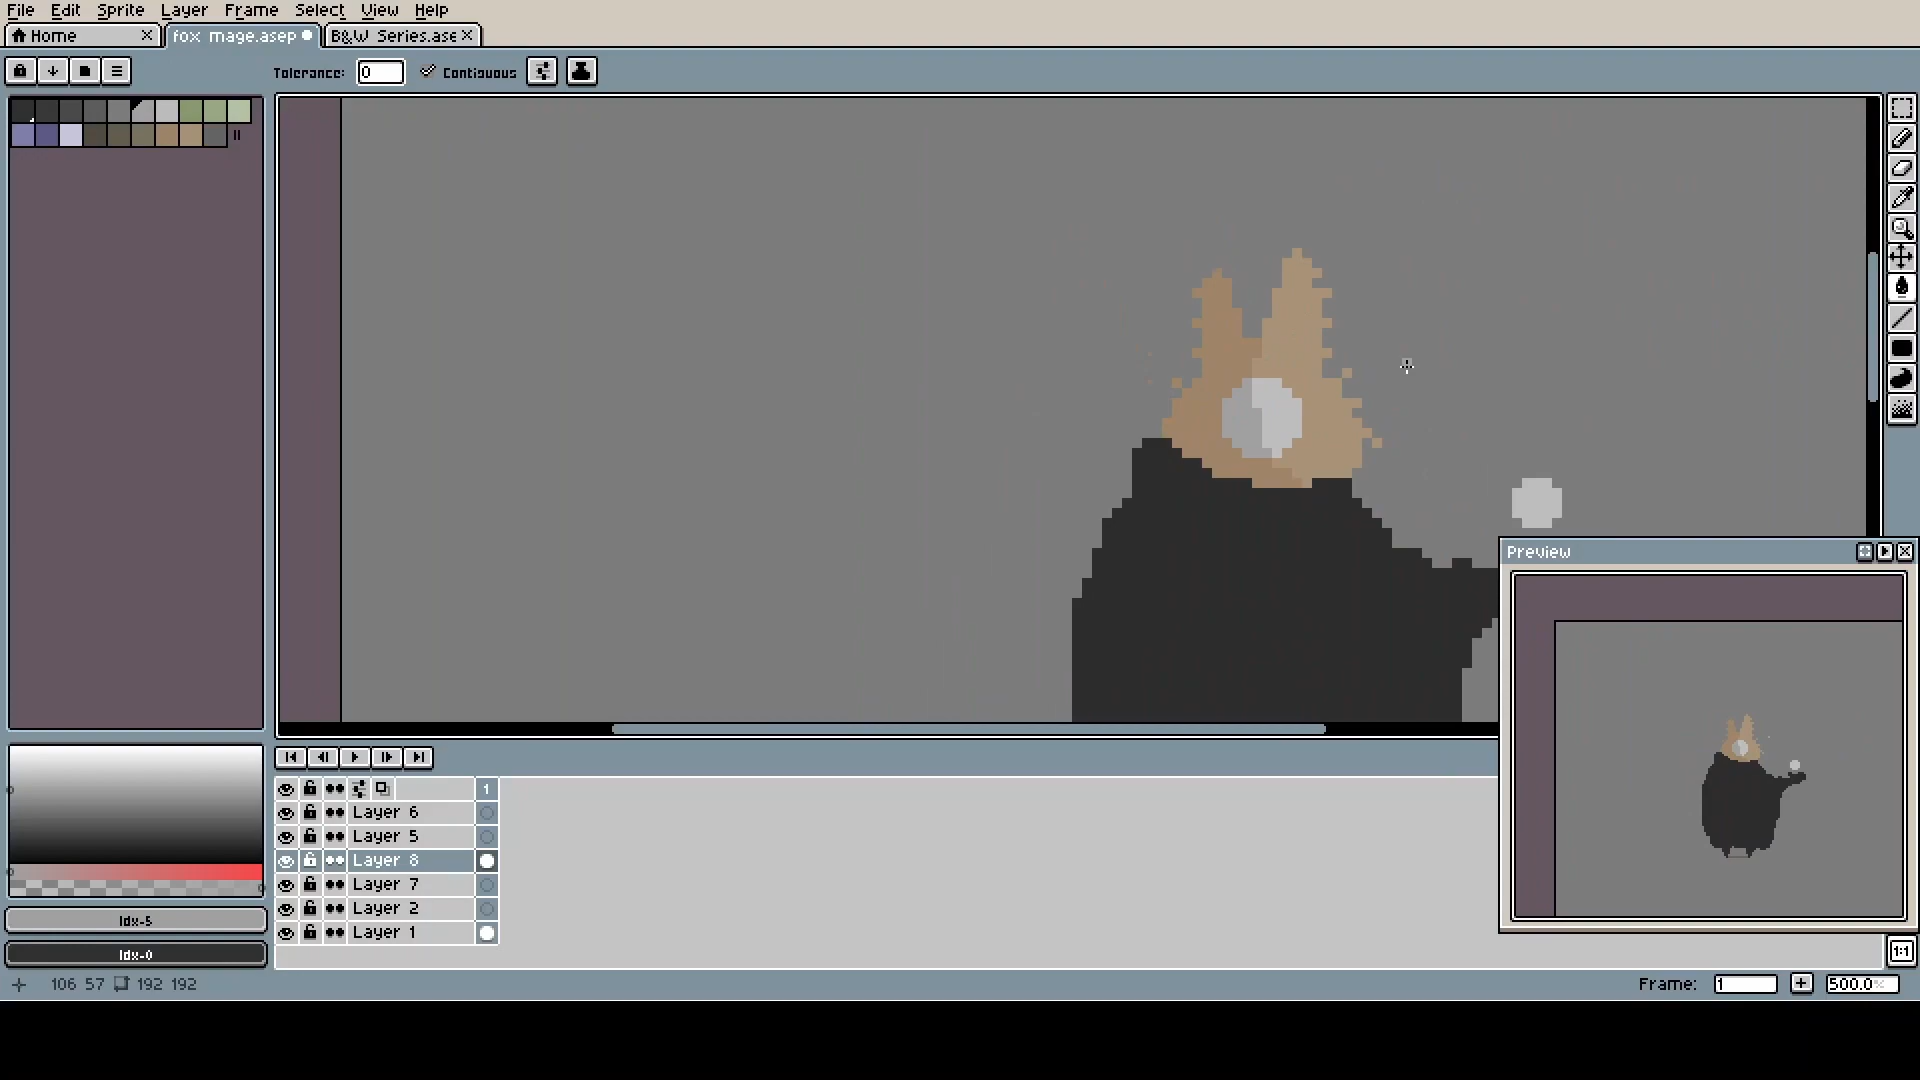 File Edit Sprite Layer Frame Select View Help
Home fox mage.asep B&W Series.ase
Tolerance: 0 Contiguous
Preview
1
Layer 6
Layer 5
Layer 8
Layer 7
Layer 2
Layer 1
Idx-5
Idx-0
1:1
106 57 192 192
Frame: 1 500.0%